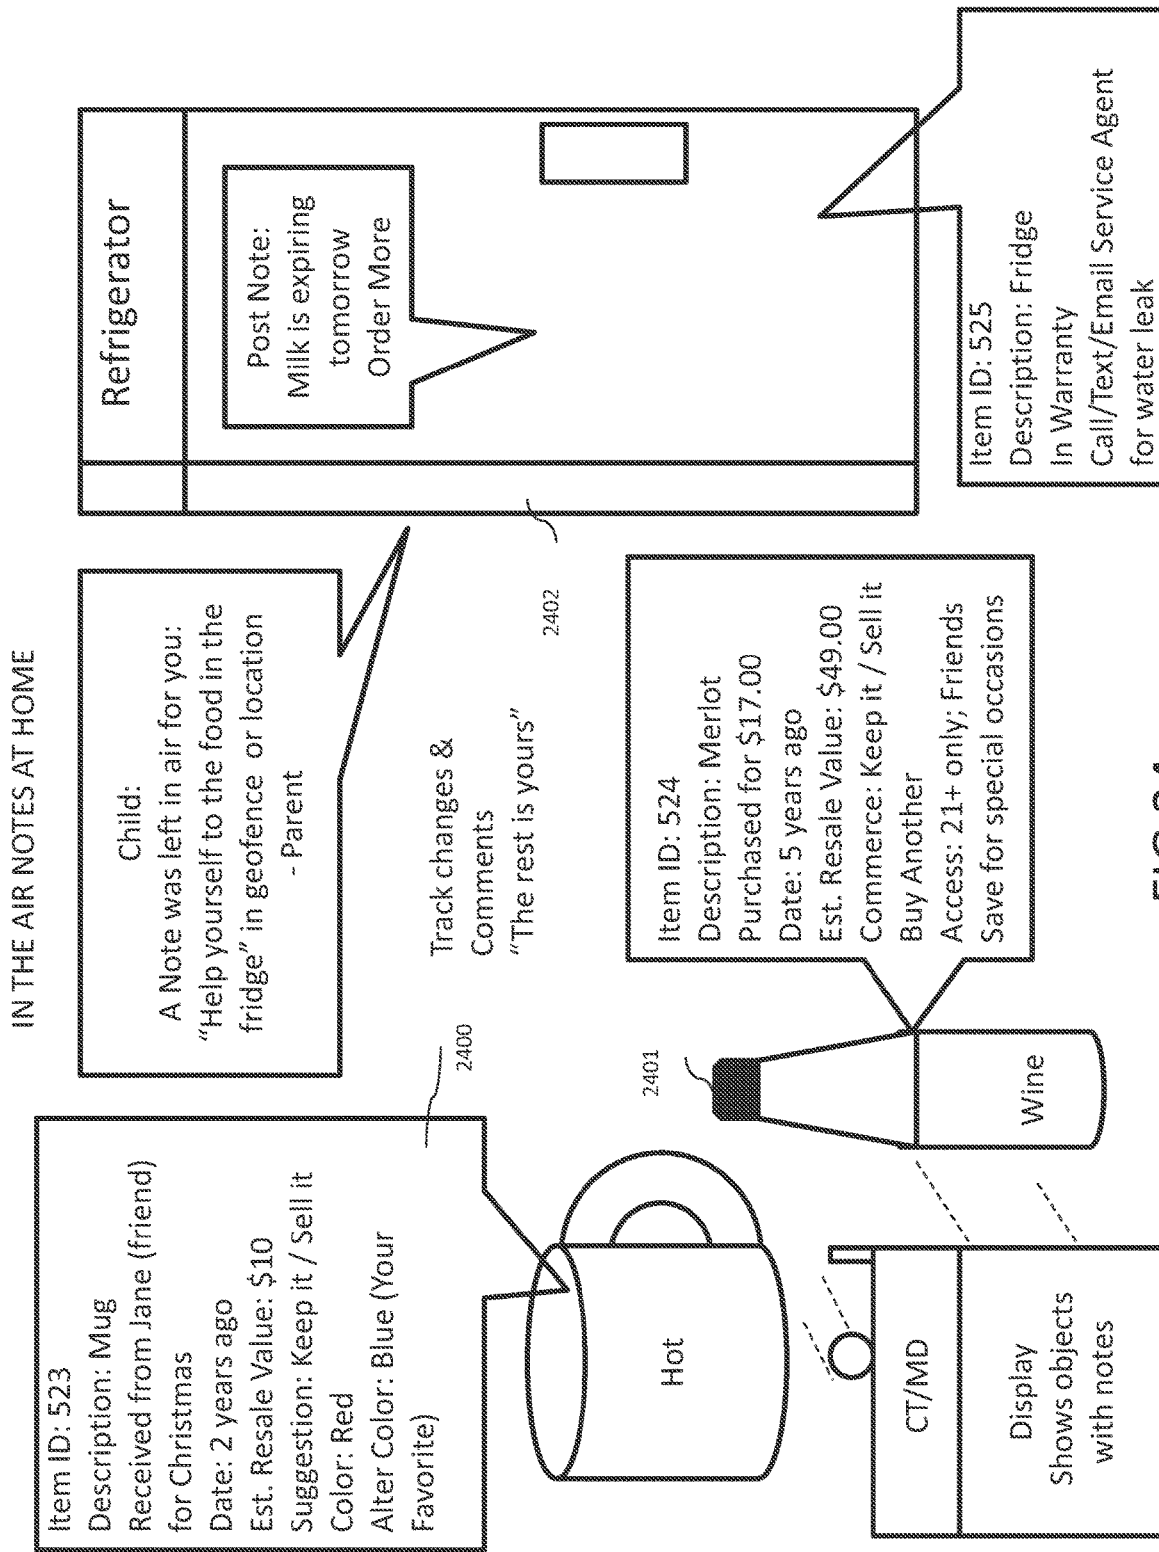 IN THE AIR NOTES AT HOME
Item ID: 523
Description: Mug
Received from Jane (friend)
for Christmas
Date: 2 years ago
Est. Resale Value: $10
Suggestion: Keep it / Sell it
Color: Red
Alter Color: Blue (Your
Favorite)
2400
Hot
Child:
A Note was left in air for you:
“Help yourself to the food in the
fridge” in geofence or location
- Parent
Track changes &
Comments
“The rest is yours”
Refrigerator
Post Note:
Milk is expiring
tomorrow
Order More
2402
2401
Wine
Item ID: 524
Description: Merlot
Purchased for $17.00
Date: 5 years ago
Est. Resale Value: $49.00
Commerce: Keep it / Sell it
Buy Another
Access: 21+ only; Friends
Save for special occasions
Item ID: 525
Description: Fridge
In Warranty
Call/Text/Email Service Agent
for water leak
CT/MD
Display
Shows objects
with notes